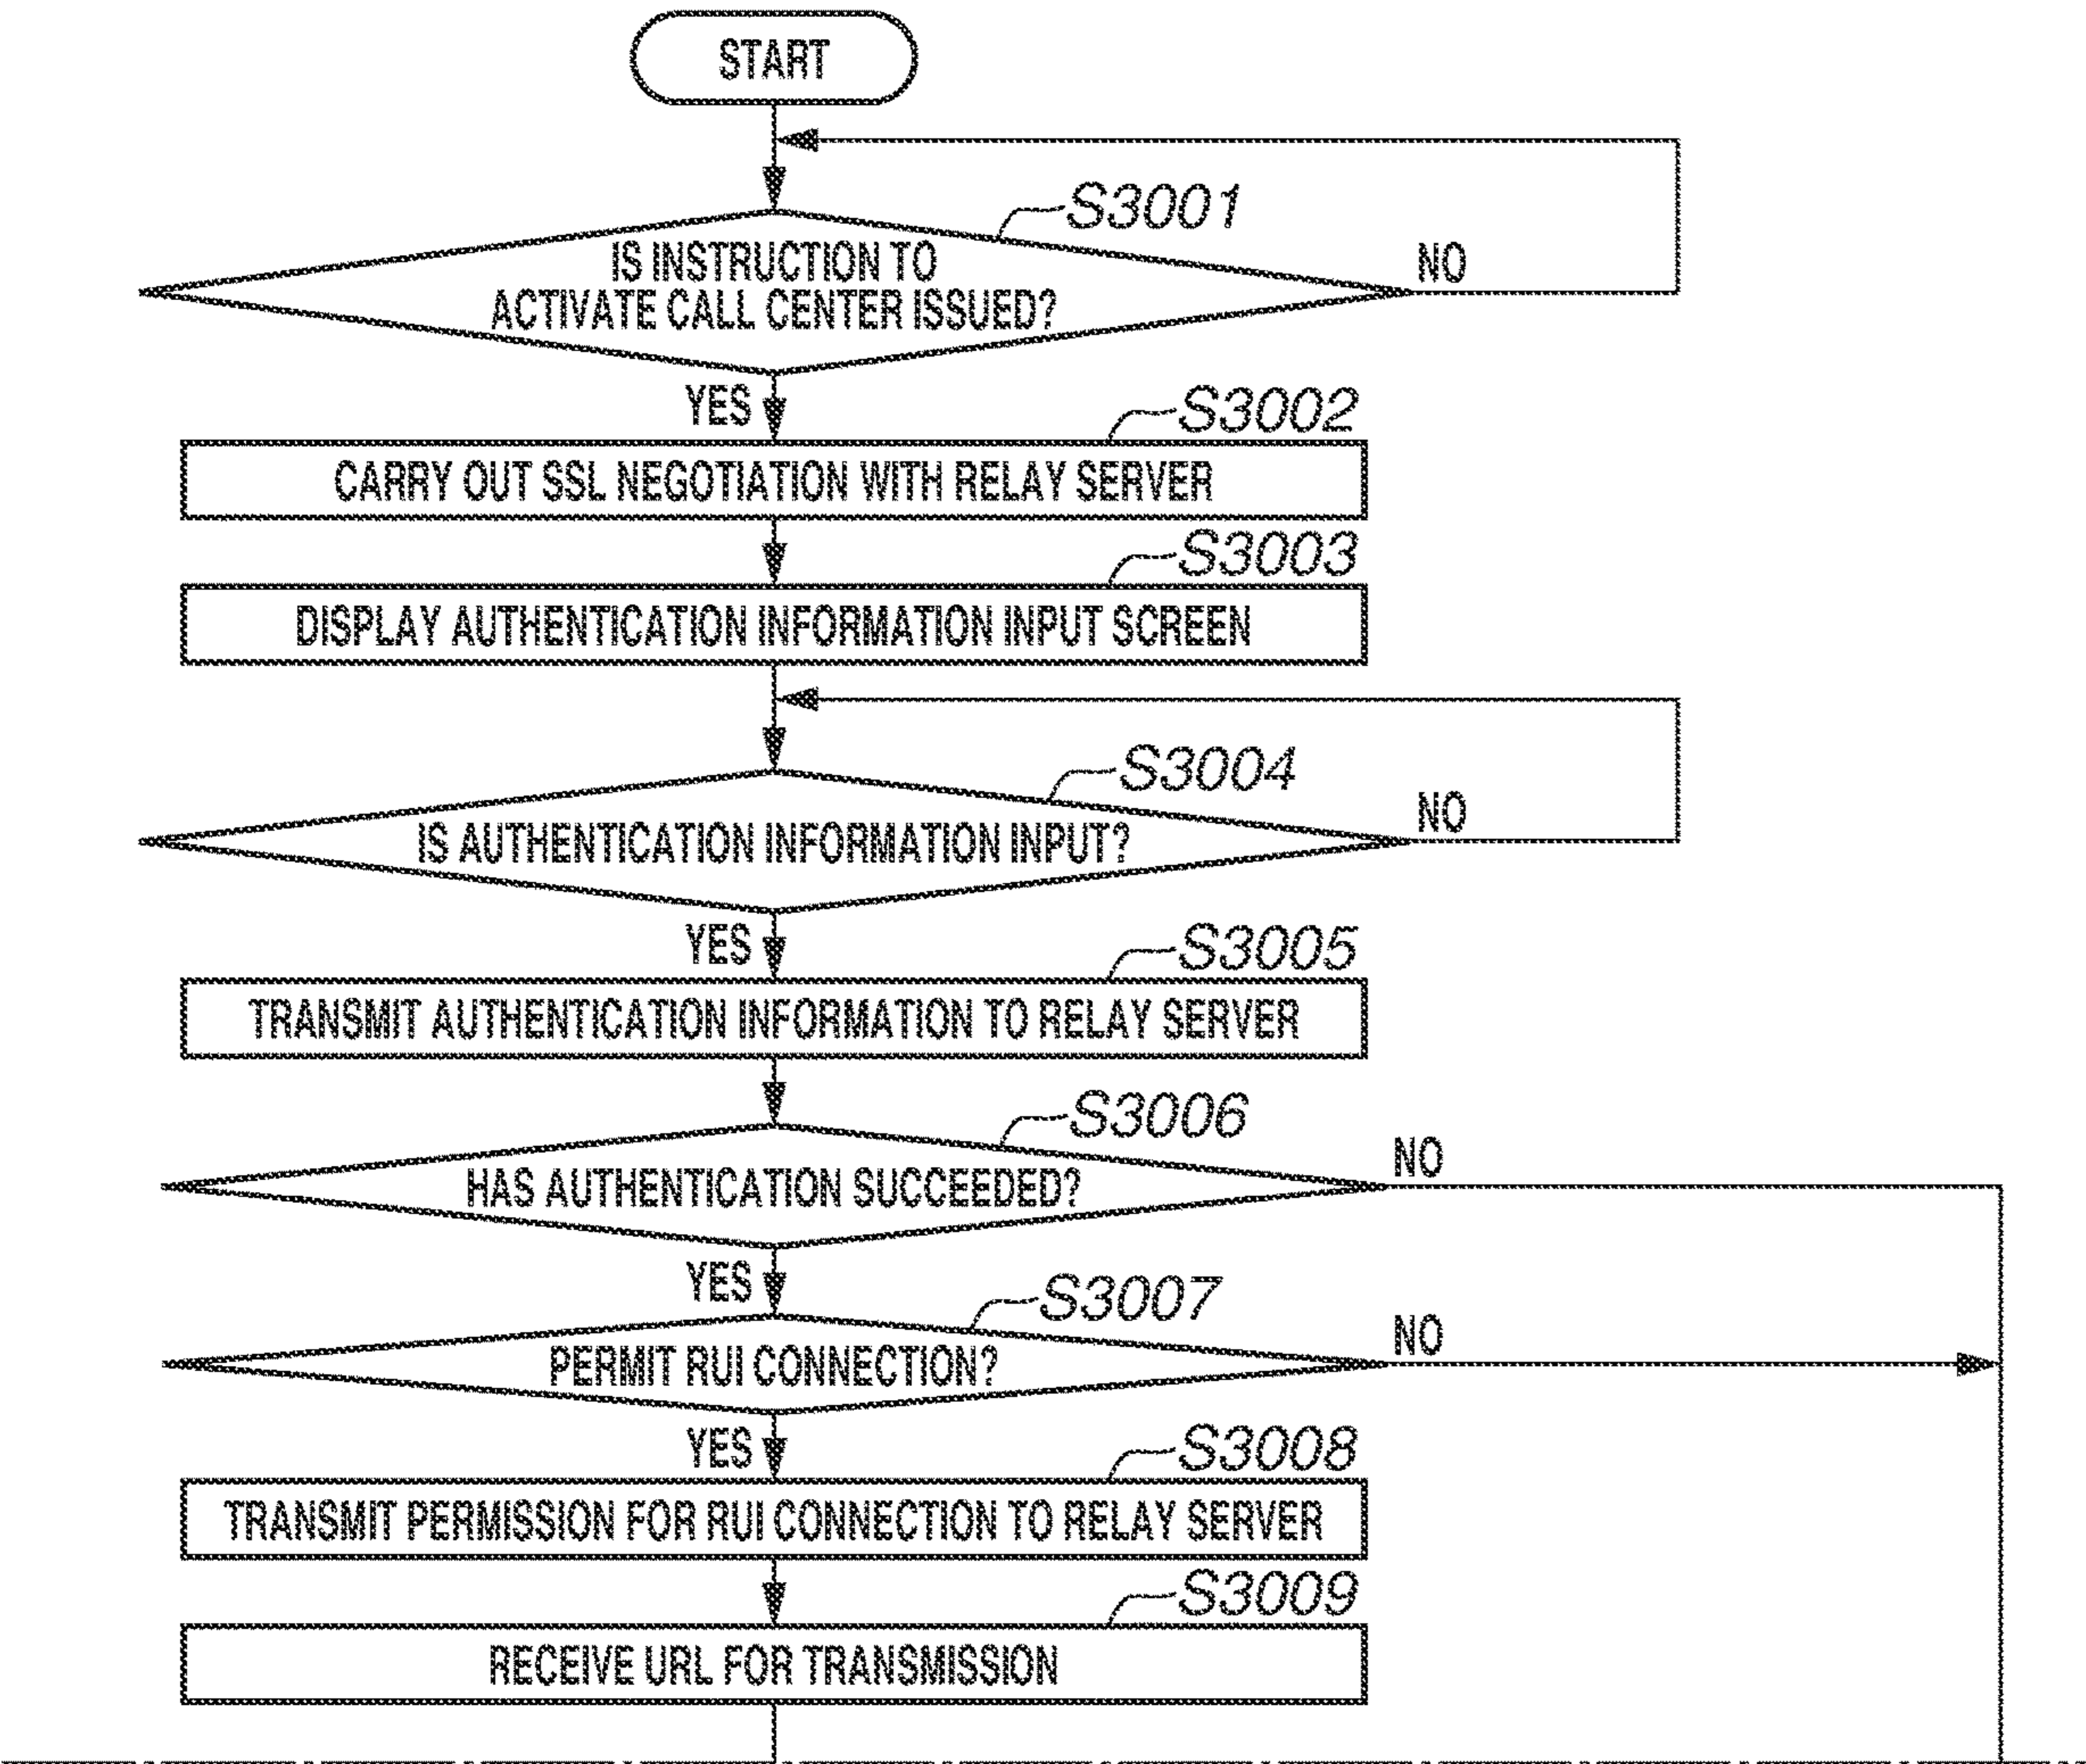 START
S3001
IS INSTRUCTION TO
ACTIVATE CALL CENTER ISSUED?
NO
YES
S3002
CARRY OUT SSL NEGOTIATION WITH RELAY SERVER
S3003
DISPLAY AUTHENTICATION INFORMATION INPUT SCREEN
S3004
IS AUTHENTICATION INFORMATION INPUT?
NO
YES
S3005
TRANSMIT AUTHENTICATION INFORMATION TO RELAY SERVER
S3006
HAS AUTHENTICATION SUCCEEDED?
NO
YES
S3007
PERMIT RUI CONNECTION?
NO
YES
S3008
TRANSMIT PERMISSION FOR RUI CONNECTION TO RELAY SERVER
S3009
RECEIVE URL FOR TRANSMISSION